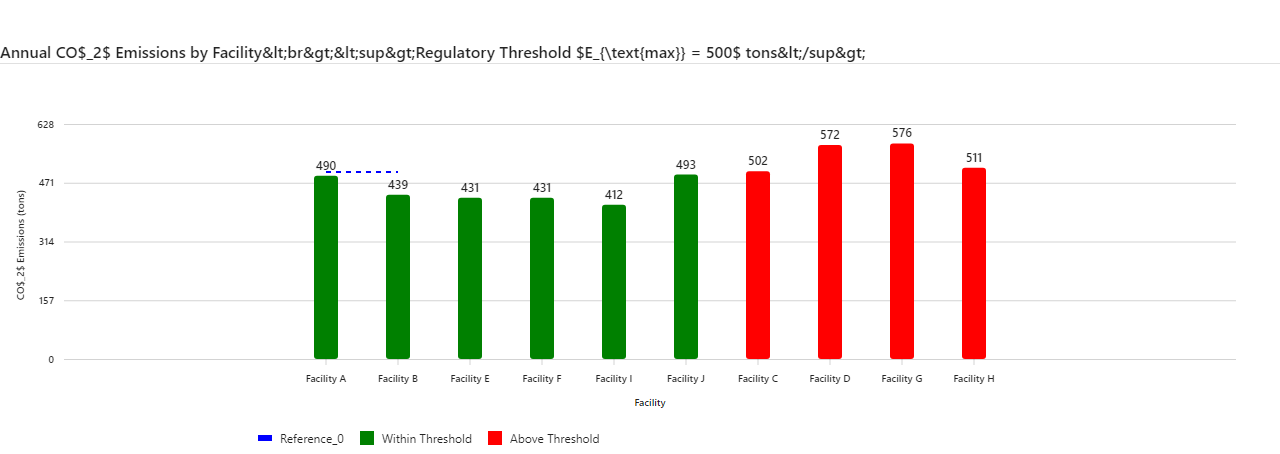 Annual CO$_2$ Emissions by Facility&lt;br&gt;&lt;sup&gt;Regulatory Threshold $E_{\text{max}} = 500$ tons&lt;/sup&gt;
628
471
314
157
0
CO$_2$ Emissions (tons)
490
439
431
431
412
493
502
572
576
511
Facility A
Facility B
Facility E
Facility F
Facility I
Facility J
Facility C
Facility D
Facility G
Facility H
Facility
Reference_0
Within Threshold
Above Threshold